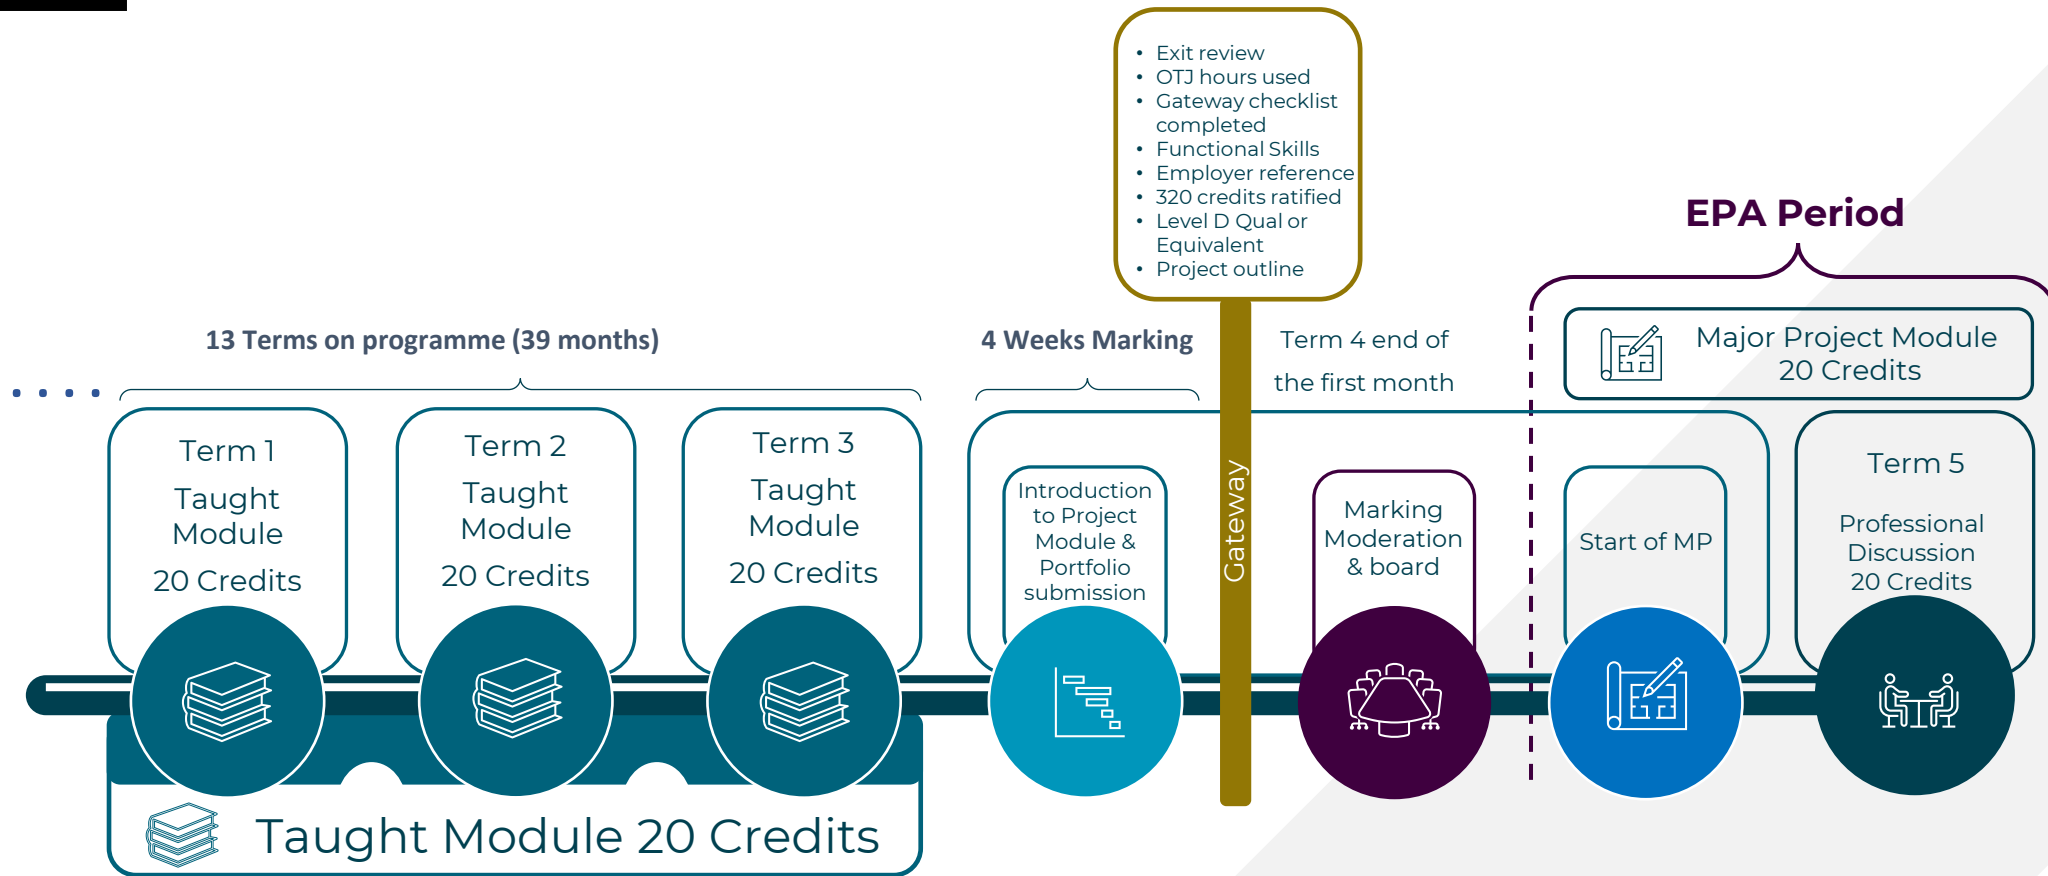 • Exit review
• OTJ hours used
• Gateway checklist
completed
• Functional Skills
• Employer reference
• 320 credits ratified
• Level D Qual or
Equivalent
• Project outline
EPA Period
13 Terms on programme (39 months)
4 Weeks Marking
Term 4 end of
the first month
Major Project Module
20 Credits
Term 1
Taught
Module
20 Credits
Term 2
Taught
Module
20 Credits
Term 3
Taught
Module
20 Credits
Introduction
to Project
Module &
Portfolio
submission
Gateway
Marking
Moderation
& board
Start of MP
Term 5
Professional
Discussion
20 Credits
Taught Module 20 Credits